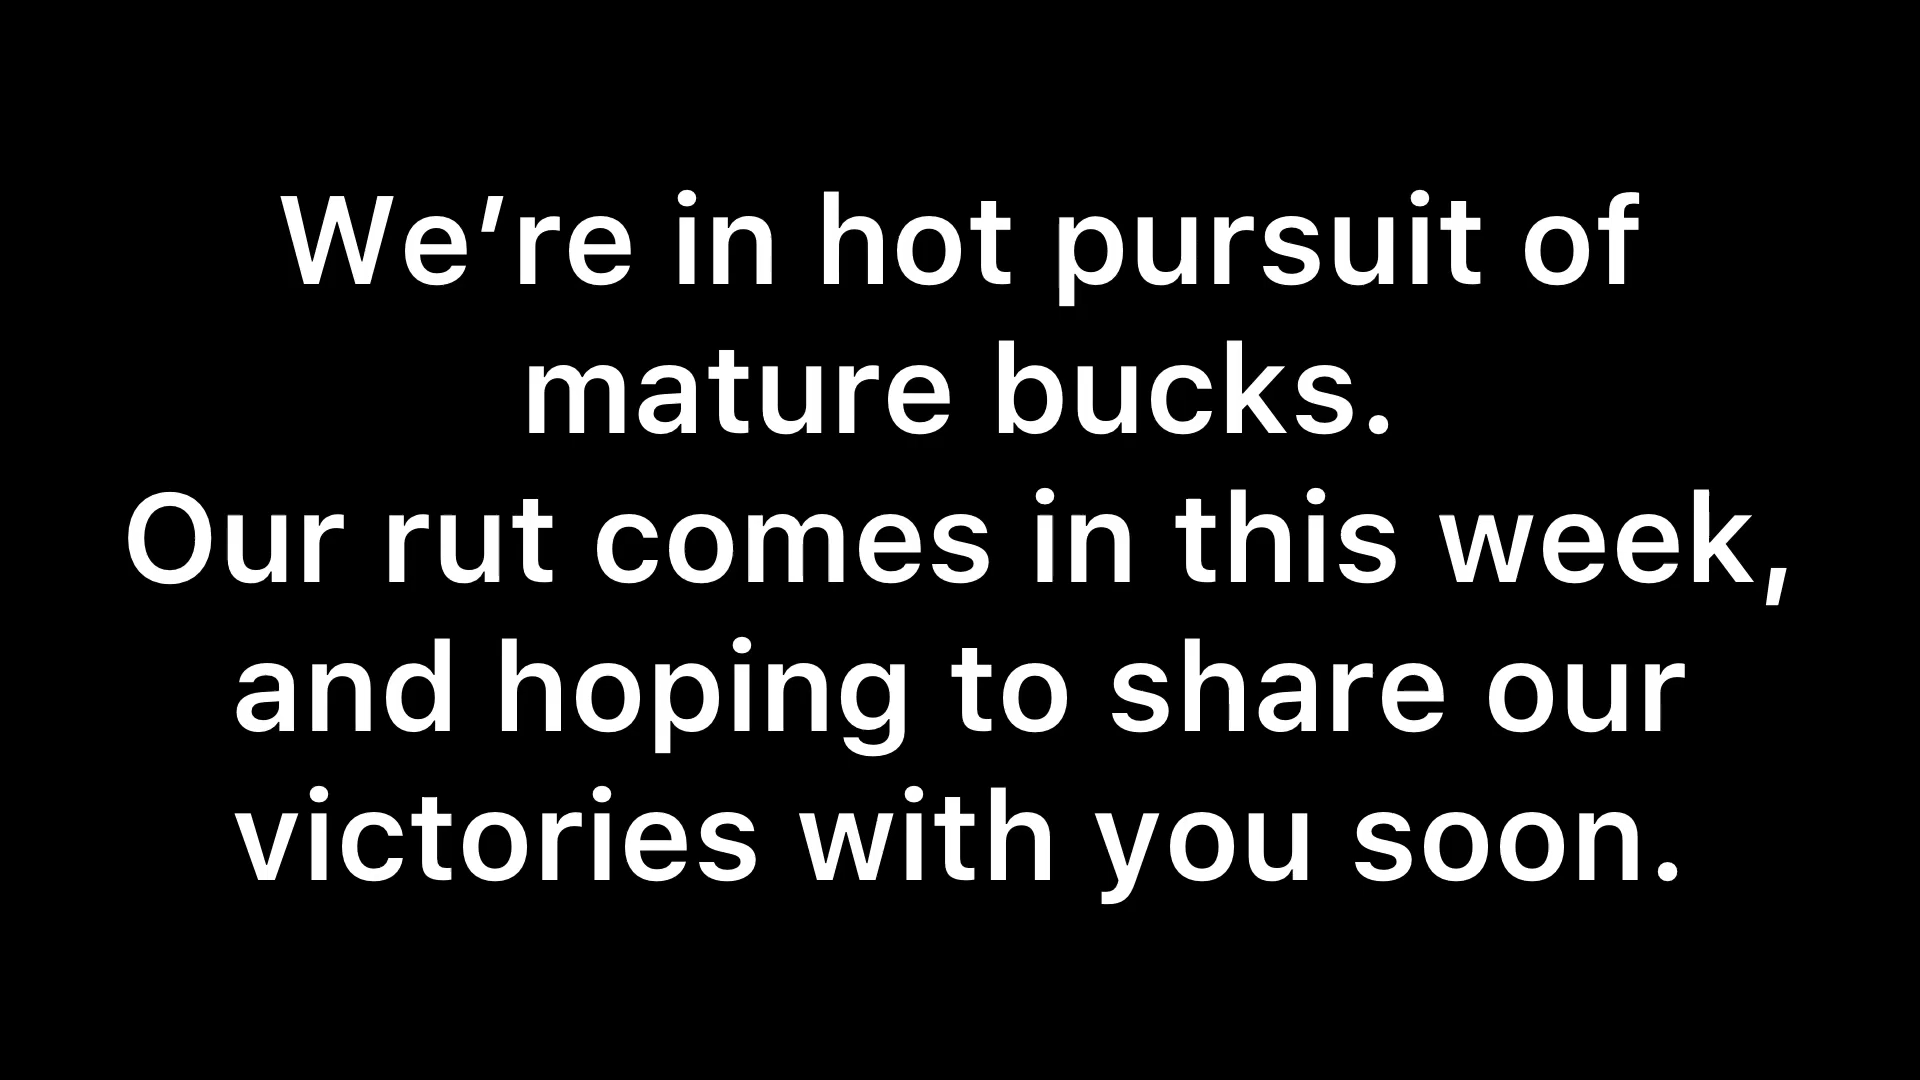 We’re in hot pursuit of
mature bucks.
Our rut comes in this week,
and hoping to share our
victories with you soon.